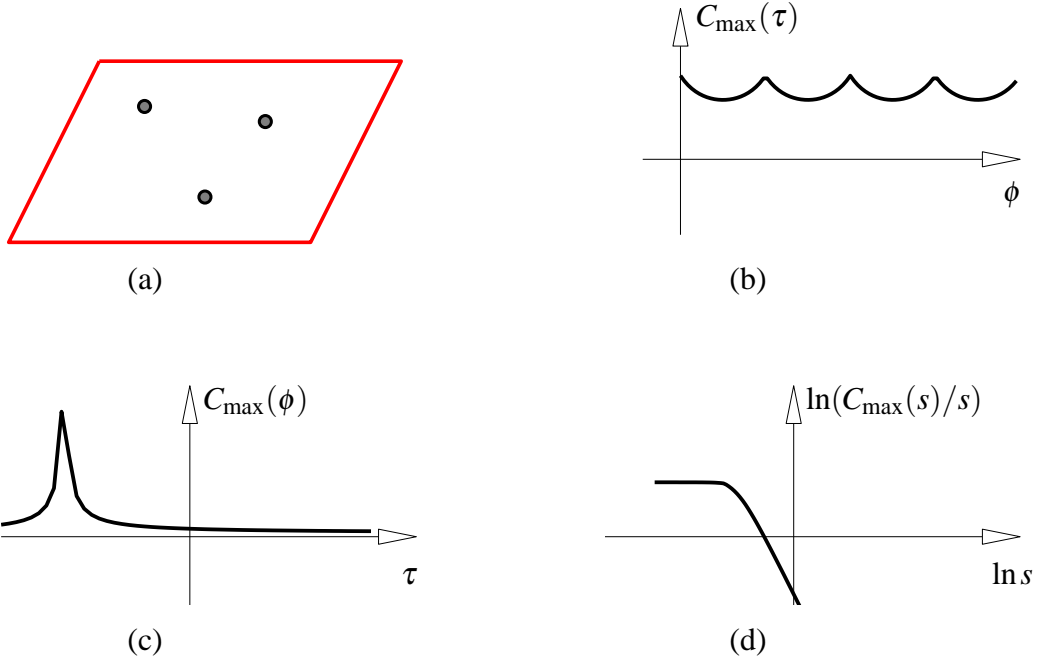 C_max(τ)
ϕ
(a)
(b)
C_max(ϕ)
τ
ln(C_max(s)/s)
ln s
(c)
(d)